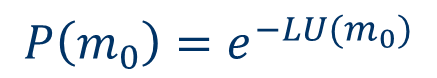 P(m₀) = e^{-LU(m₀)}